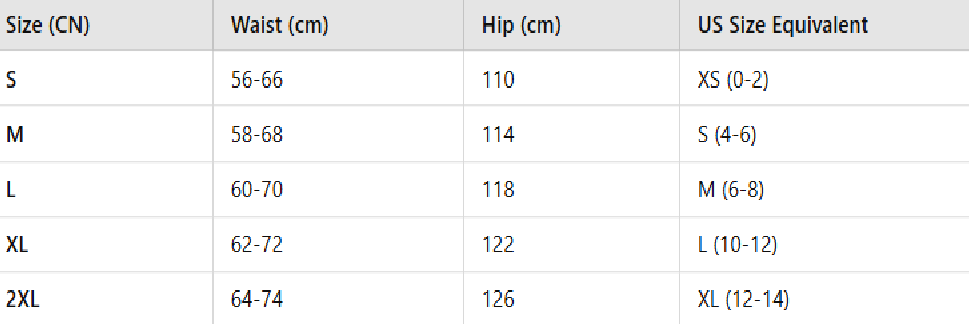 Size (CN) Waist (cm) Hip (cm) US Size Equivalent
S 56-66 110 XS (0-2)
M 58-68 114 S (4-6)
L 60-70 118 M (6-8)
XL 62-72 122 L (10-12)
2XL 64-74 126 XL (12-14)